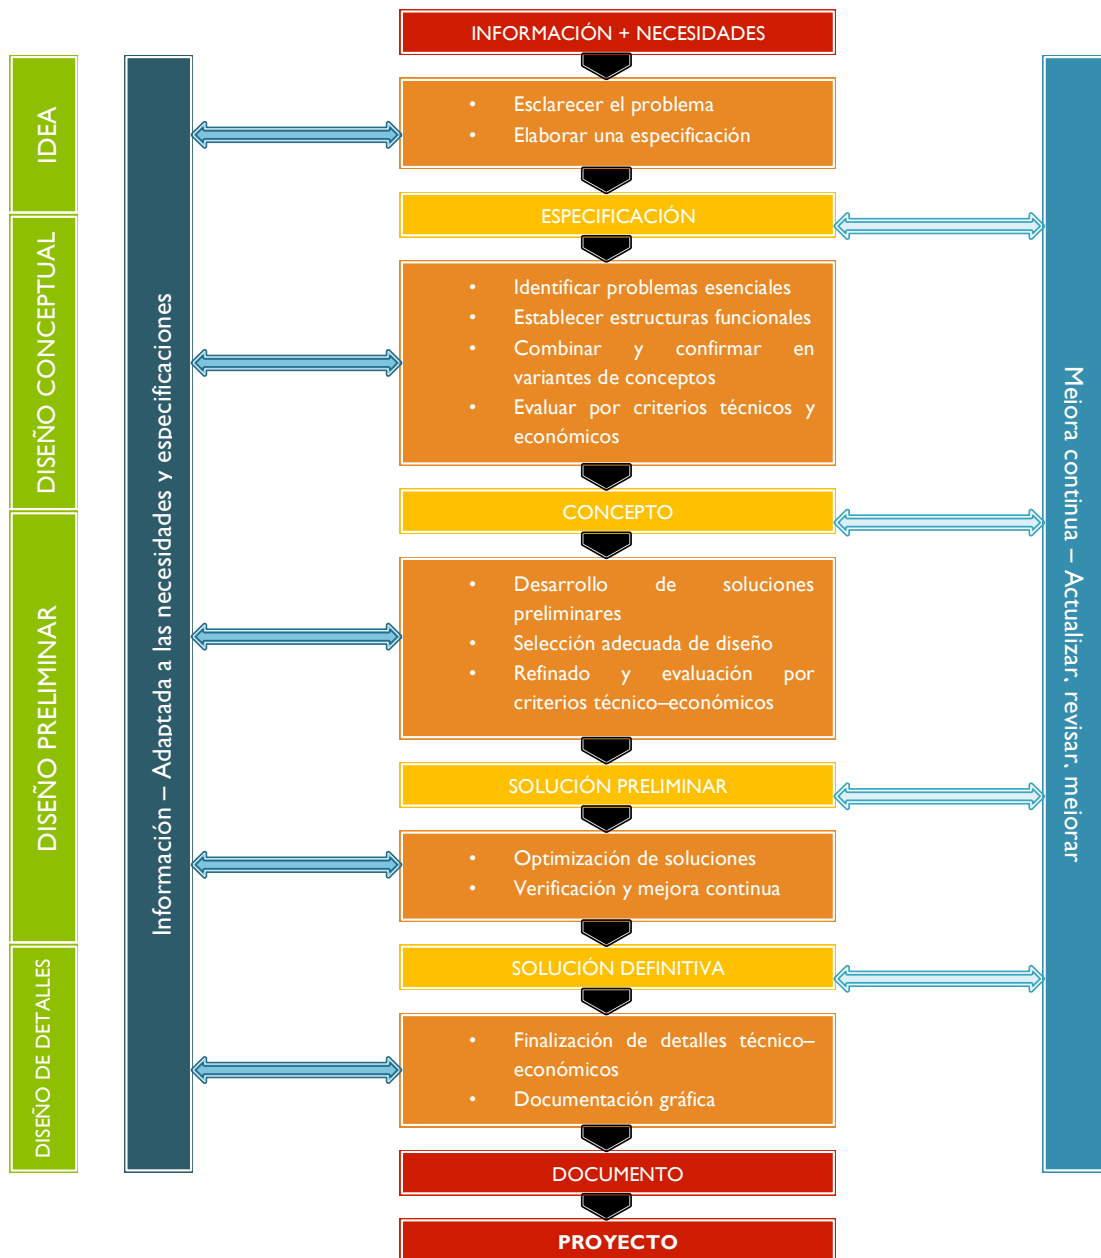 INFORMACIÓN + NECESIDADES
IDEA
DISEÑO CONCEPTUAL
DISEÑO PRELIMINAR
DISEÑO DE DETALLES
Información – Adaptada a las necesidades y especificaciones
• Esclarecer el problema
• Elaborar una especificación
ESPECIFICACIÓN
• Identificar problemas esenciales
• Establecer estructuras funcionales
• Combinar y confirmar en
variantes de conceptos
• Evaluar por criterios técnicos y
económicos
CONCEPTO
• Desarrollo de soluciones
preliminares
• Selección adecuada de diseño
• Refinado y evaluación por
criterios técnico–económicos
SOLUCIÓN PRELIMINAR
• Optimización de soluciones
• Verificación y mejora continua
SOLUCIÓN DEFINITIVA
• Finalización de detalles técnico–
económicos
• Documentación gráfica
DOCUMENTO
PROYECTO
Mejora continua – Actualizar, revisar, mejorar